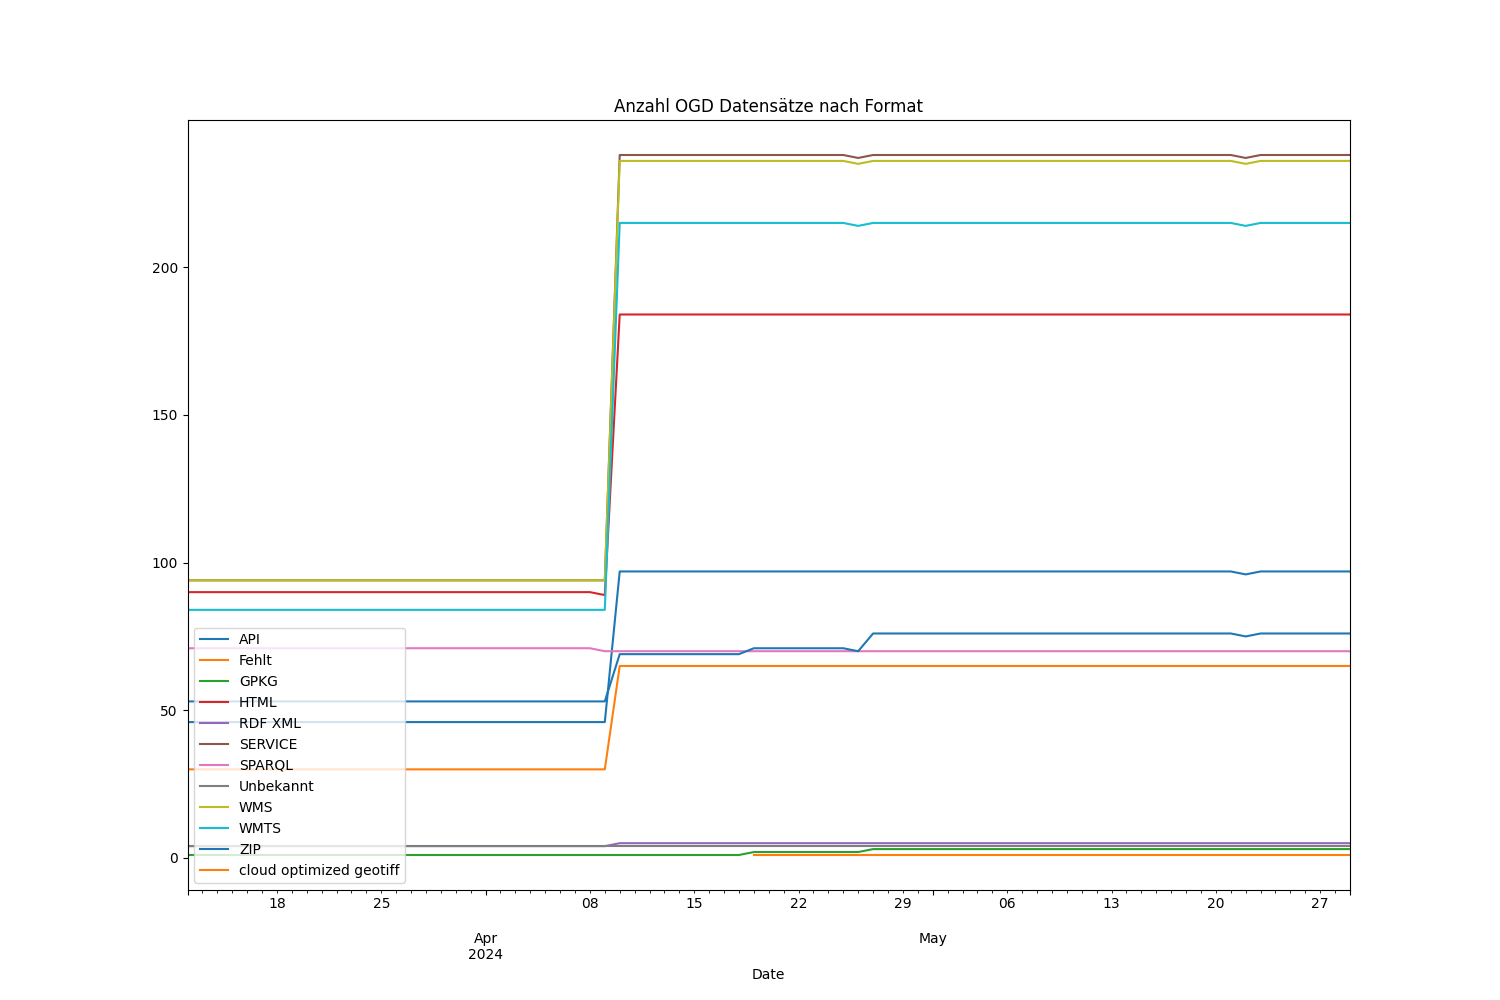 Anzahl OGD Datensätze nach Format
200
150
100
50
0
API
Fehlt
GPKG
HTML
RDF XML
SERVICE
SPARQL
Unbekannt
WMS
WMTS
ZIP
cloud optimized geotiff
18 25 08 15 22 29 06 13 20 27
Apr May
2024
Date